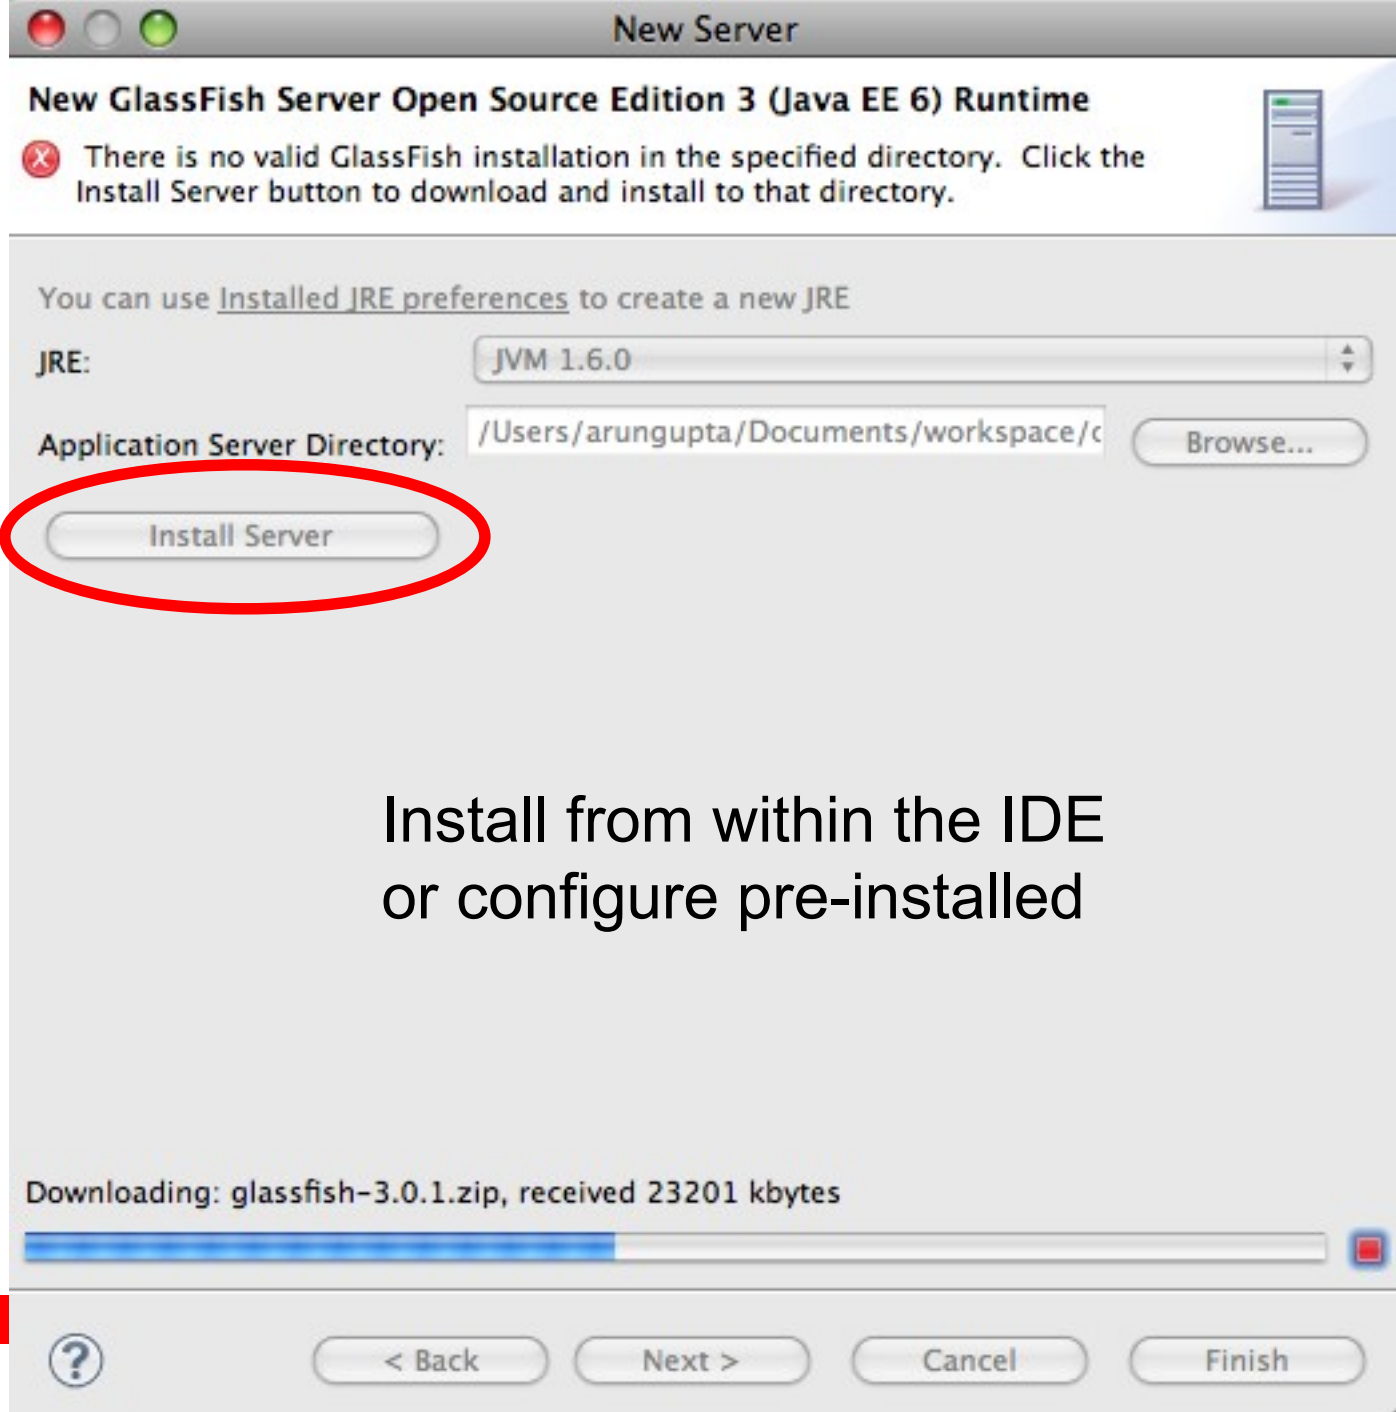 New Server
New GlassFish Server Open Source Edition 3 (Java EE 6) Runtime
There is no valid GlassFish installation in the specified directory.  Click the
Install Server button to download and install to that directory.
You can use Installed JRE preferences to create a new JRE
JRE: JVM 1.6.0
Application Server Directory: /Users/arungupta/Documents/workspace/c Browse...
Install Server
Install from within the IDE
or configure pre-installed
Downloading: glassfish-3.0.1.zip, received 23201 kbytes
? < Back Next > Cancel Finish